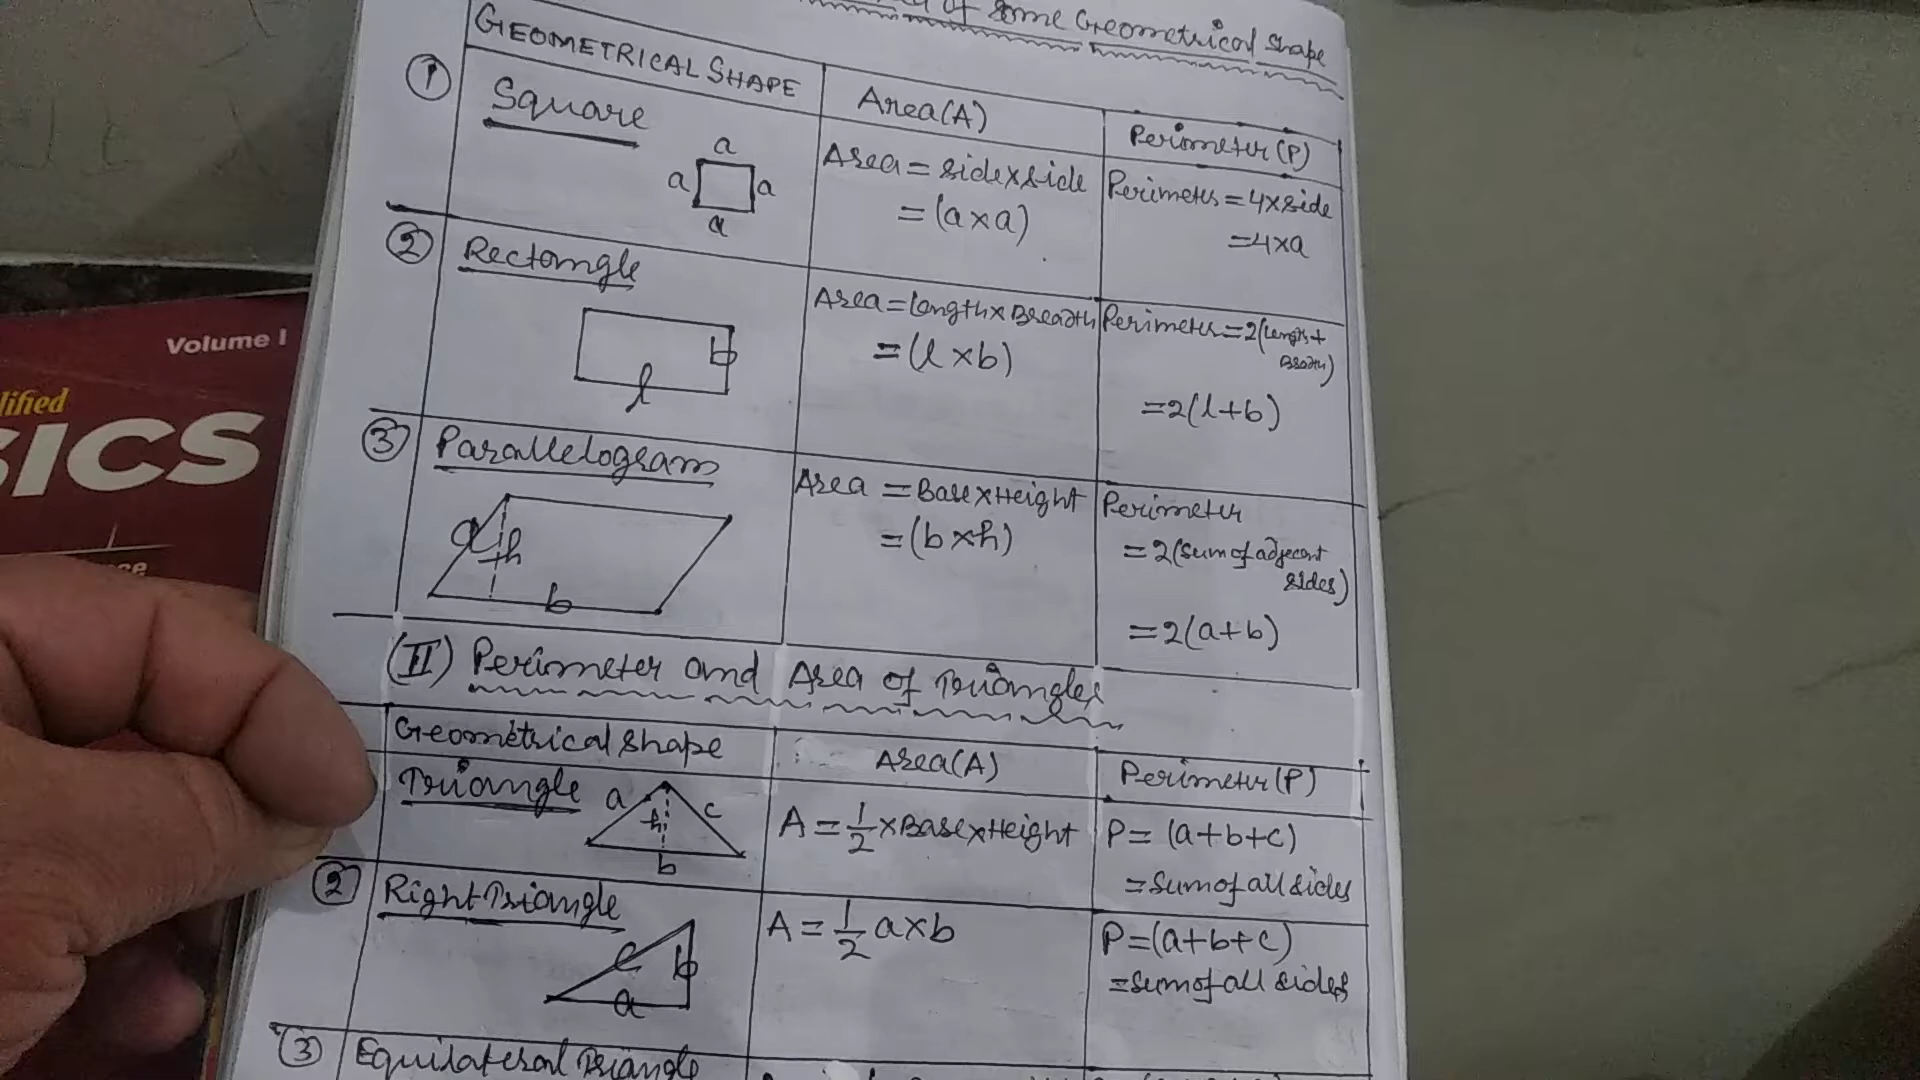 of Some Geometrical Shape
GEOMETRICAL SHAPE
Area(A)
Perimeter (P)
① Square
a
a
a
a
Area = side×side
= (a×a)
Perimeter = 4×side
=4×a
② Rectangle
b
l
Area = Length×Breadth
= (l×b)
Perimeter = 2(Length+
Breadth)
=2(l+b)
③ Parallelogram
a
h
b
Area = Base×Height
= (b×h)
Perimeter
= 2(Sum of adjecent
sides)
=2(a+b)
(II) Perimeter and Area of Triangles
Geometrical shape
Area(A)
Perimeter(P)
Triangle
a
c
h
b
A = 1/2 ×Base×Height
P= (a+b+c)
=Sum of all sides
② Right Triangle
c
b
a
A = 1/2 a×b
P=(a+b+c)
=Sum of all sides
③ Equilateral Triangle
Volume I
lified
SICS